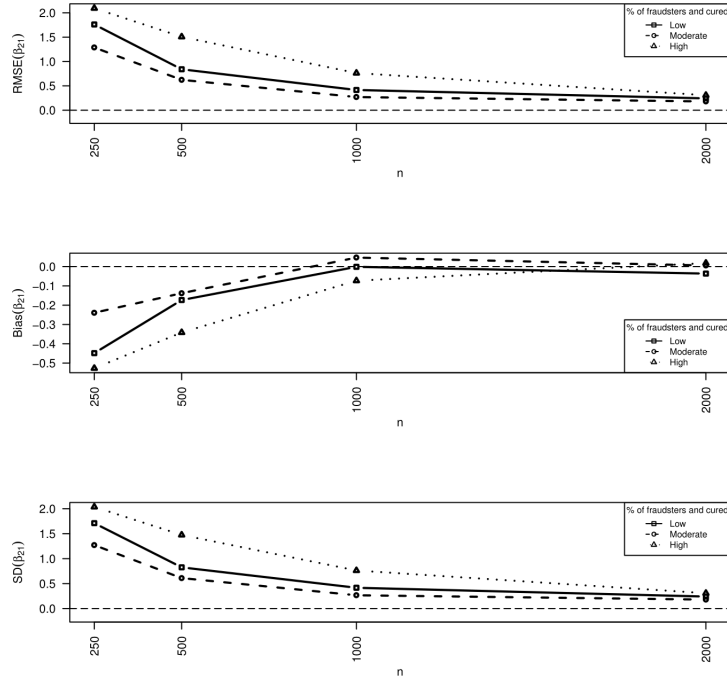 RMSE(β21)
2.0
1.5
1.0
0.5
0.0
% of fraudsters and cured
Low
Moderate
High
250
500
1000
2000
n
Bias(β21)
0.0
−0.1
−0.2
−0.3
−0.4
−0.5
% of fraudsters and cured
Low
Moderate
High
250
500
1000
2000
n
SD(β21)
2.0
1.5
1.0
0.5
0.0
% of fraudsters and cured
Low
Moderate
High
250
500
1000
2000
n